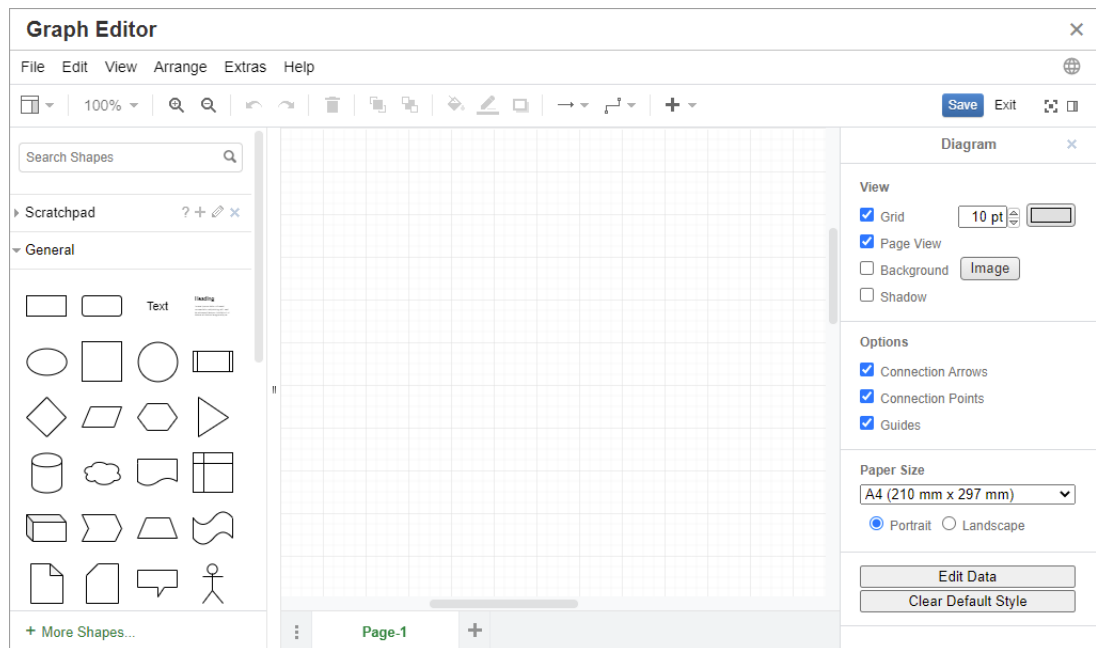 Graph Editor
File Edit View Arrange Extras Help
100%
Save Exit
Search Shapes
Scratchpad ?
General
Text
Heading
+ More Shapes...
Page-1
Diagram
View
Grid 10 pt
Page View
Background Image
Shadow
Options
Connection Arrows
Connection Points
Guides
Paper Size
A4 (210 mm x 297 mm)
Portrait Landscape
Edit Data
Clear Default Style